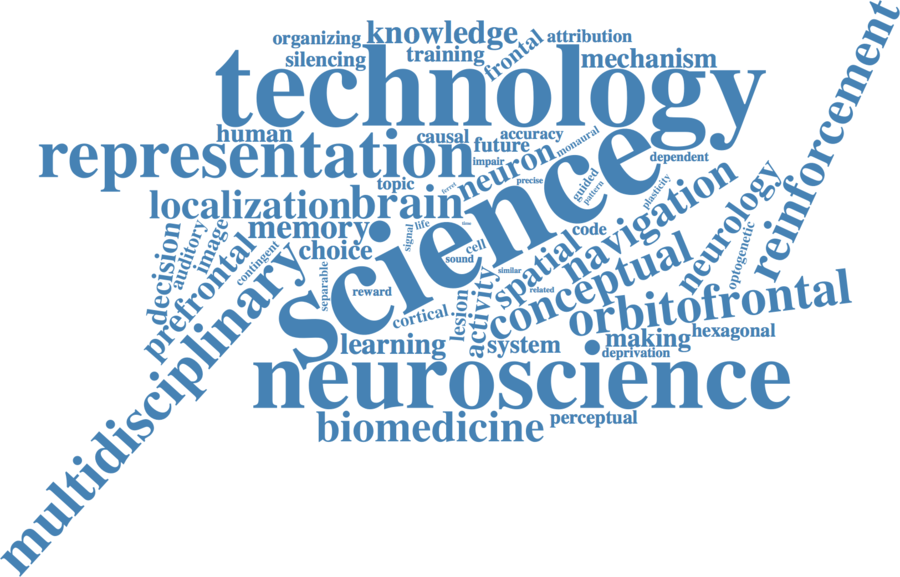 organizing
knowledge
attribution
silencing
training
frontal
mechanism
technology
reinforcement
human
causal
accuracy
future
monaural
representation
impair
neuron
dependent
topic
ferret
precise
guided
pattern
plasticity
localization
brain
science
navigation
neurology
decision
auditory
image
memory
signal
life
time
code
prefrontal
contingent
choice
cell
sound
spatial
optogenetic
multidisciplinary
separable
reward
similar
related
conceptual
orbitofrontal
cortical
lesion
activity
learning
system
making
hexagonal
deprivation
neuroscience
biomedicine
perceptual